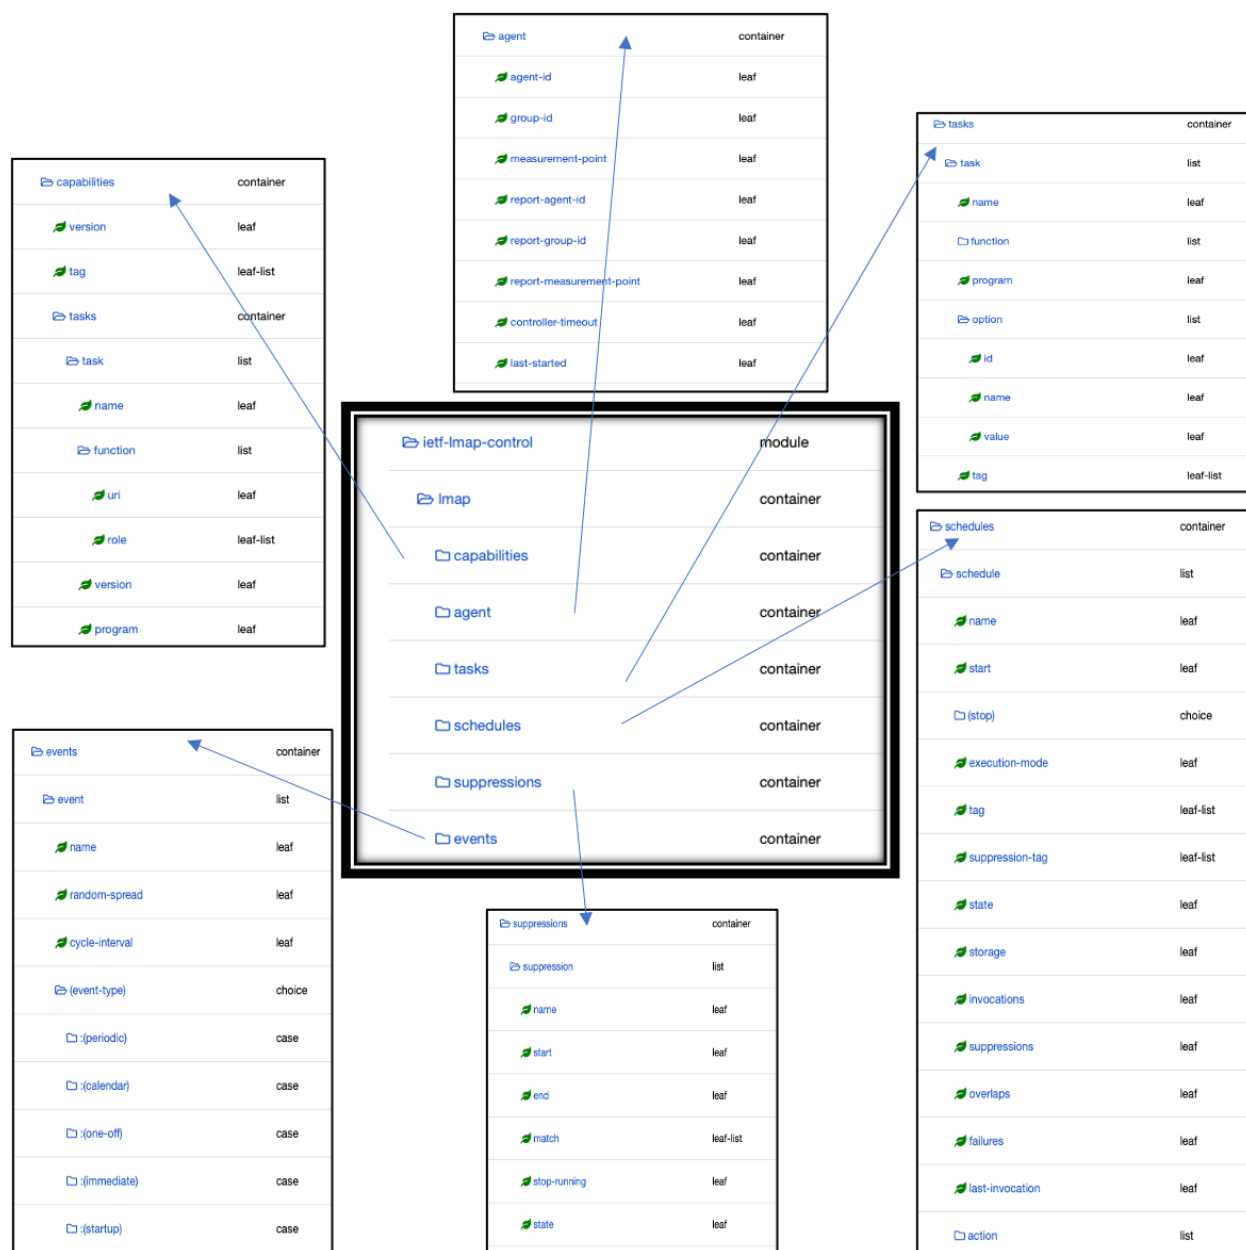 agent container
agent-id leaf
group-id leaf
measurement-point leaf
report-agent-id leaf
report-group-id leaf
report-measurement-point leaf
controller-timeout leaf
last-started leaf
capabilities container
version leaf
tag leaf-list
tasks container
task list
name leaf
function list
uri leaf
role leaf-list
version leaf
program leaf
tasks container
task list
name leaf
function list
program leaf
option list
id leaf
name leaf
value leaf
tag leaf-list
ietf-lmap-control module
lmap container
capabilities container
agent container
tasks container
schedules container
suppressions container
events container
schedules container
schedule list
name leaf
start leaf
(stop) choice
execution-mode leaf
tag leaf-list
suppression-tag leaf-list
state leaf
storage leaf
invocations leaf
suppressions leaf
overlaps leaf
failures leaf
last-invocation leaf
action list
events container
event list
name leaf
random-spread leaf
cycle-interval leaf
(event-type) choice
:(periodic) case
:(calendar) case
:(one-off) case
:(immediate) case
:(startup) case
suppressions container
suppression list
name leaf
start leaf
end leaf
match leaf-list
stop-running leaf
state leaf